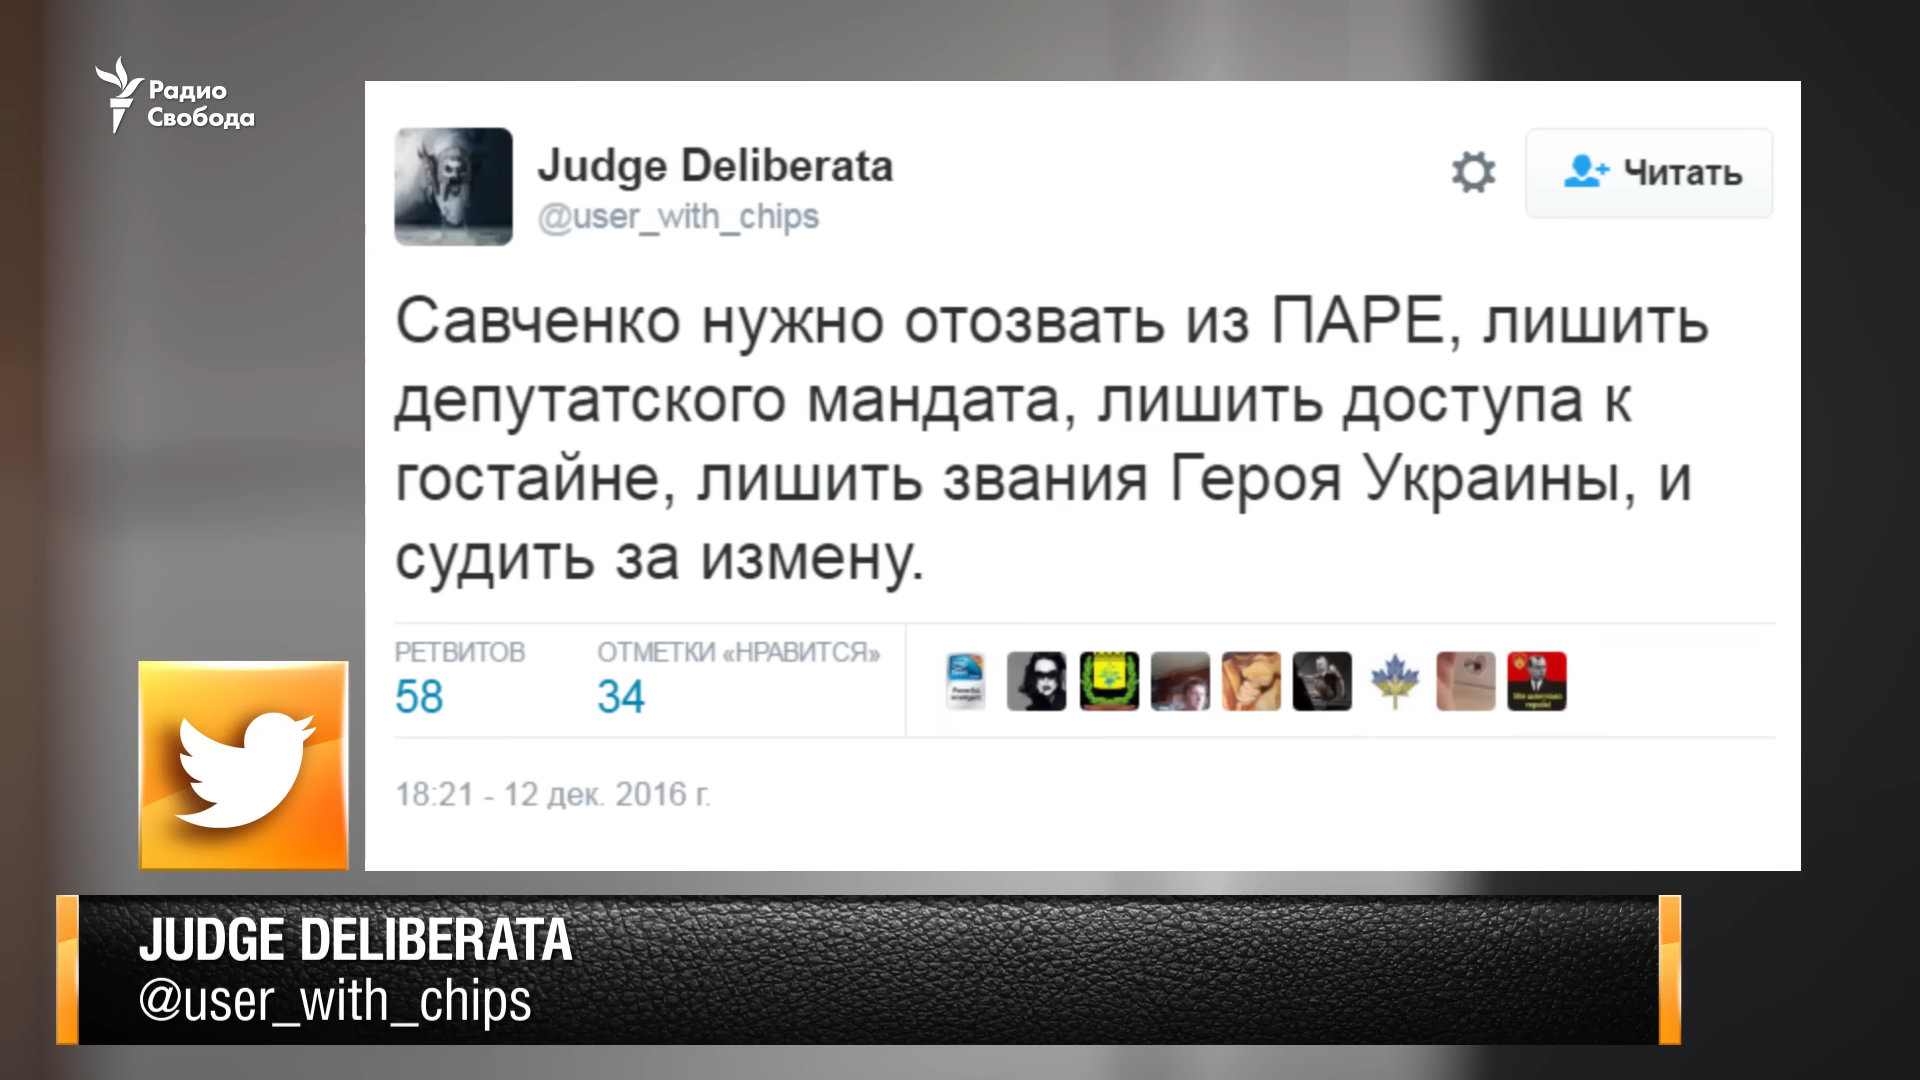 Радио
Свобода
Judge Deliberata
@user_with_chips
Читать
Савченко нужно отозвать из ПАРЕ, лишить
депутатского мандата, лишить доступа к
гостайне, лишить звания Героя Украины, и
судить за измену.
РЕТВИТОВ
58
ОТМЕТКИ «НРАВИТСЯ»
34
18:21 - 12 дек. 2016 г.
JUDGE DELIBERATA
@user_with_chips